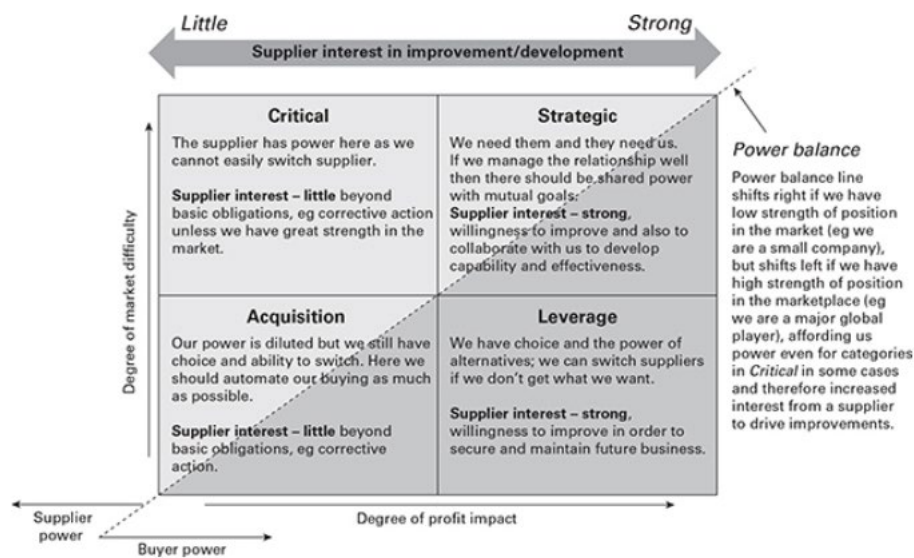 Little
Strong
Supplier interest in improvement/development
Critical
The supplier has power here as we
cannot easily switch supplier.
Supplier interest – little beyond
basic obligations, eg corrective action
unless we have great strength in the
market.
Strategic
We need them and they need us.
If we manage the relationship well
then there should be shared power
with mutual goals.
Supplier interest – strong,
willingness to improve and also to
collaborate with us to develop
capability and effectiveness.
Acquisition
Our power is diluted but we still have
choice and ability to switch. Here we
should automate our buying as much
as possible.
Supplier interest – little beyond
basic obligations, eg corrective
action.
Leverage
We have choice and the power of
alternatives; we can switch suppliers
if we don't get what we want.
Supplier interest – strong,
willingness to improve in order to
secure and maintain future business.
Power balance
Power balance line
shifts right if we have
low strength of position
in the market (eg we
are a small company),
but shifts left if we have
high strength of position
in the marketplace (eg
we are a major global
player), affording us
power even for categories
in Critical in some cases
and therefore increased
interest from a supplier
to drive improvements.
Degree of market difficulty
Degree of profit impact
Supplier
power
Buyer power